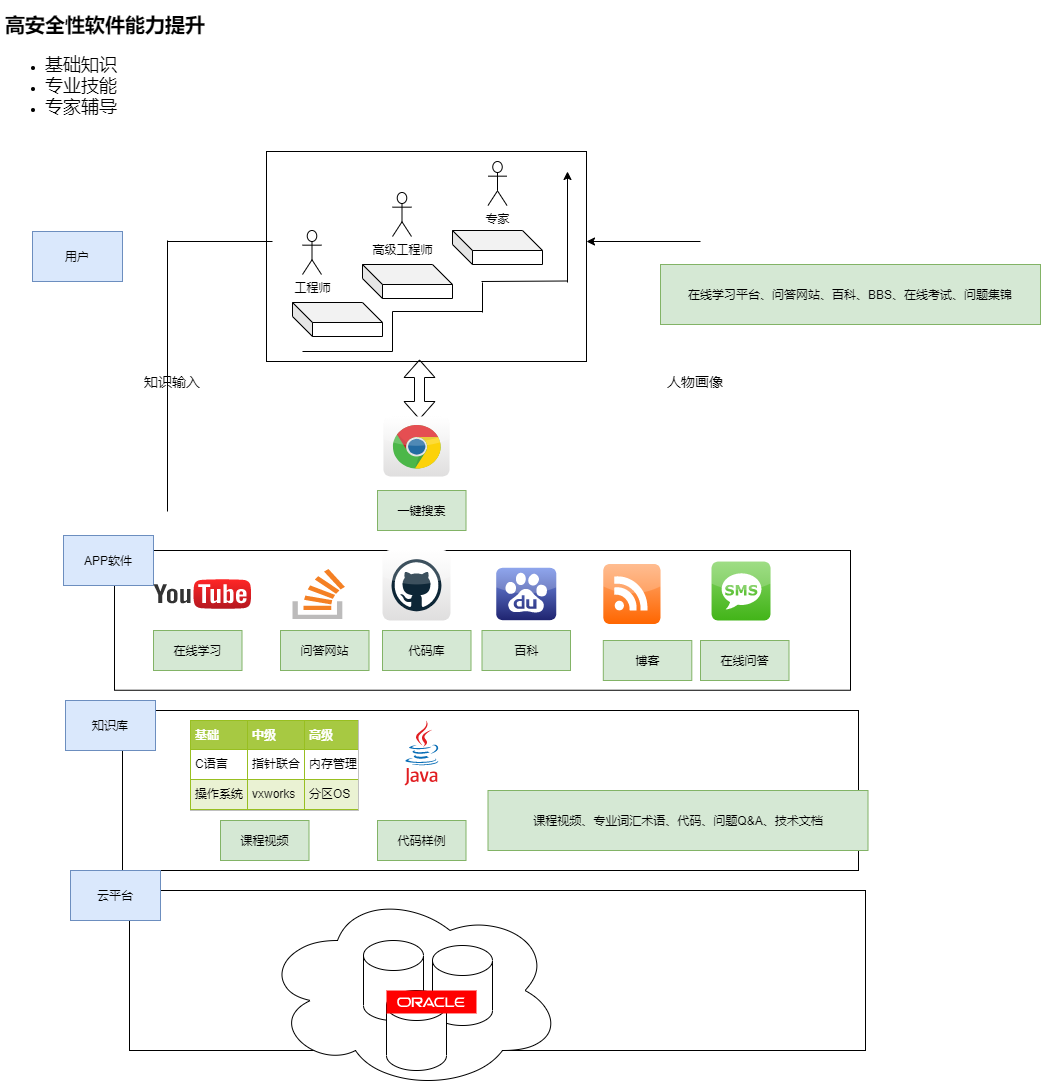 高安全性软件能力提升
基础知识
专业技能
专家辅导
专家
高级工程师
工程师
用户
在线学习平台、问答网站、百科、BBS、在线考试、问题集锦
知识输入
人物画像
一键搜索
APP软件
YouTube
du
SMS
在线学习
问答网站
代码库
百科
博客
在线问答
知识库
基础 中级 高级
C语言 指针联合 内存管理
操作系统 vxworks 分区OS
Java
课程视频
代码样例
课程视频、专业词汇术语、代码、问题Q&A、技术文档
云平台
ORACLE